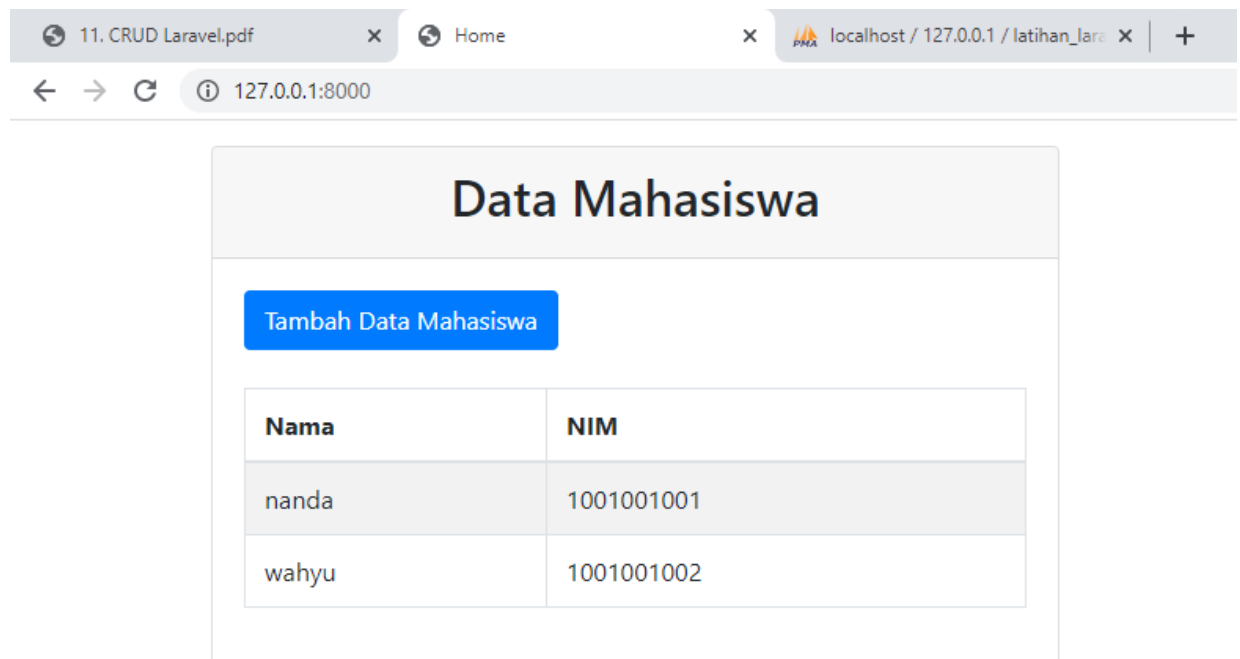 11. CRUD Laravel.pdf
Home
PMA
localhost / 127.0.0.1 / latihan_lara
127.0.0.1:8000
Data Mahasiswa
Tambah Data Mahasiswa
Nama NIM
nanda 1001001001
wahyu 1001001002